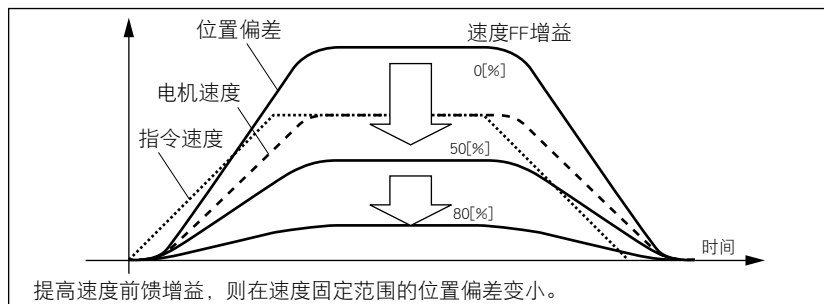 位置偏差
速度FF增益
0[%]
电机速度
指令速度
50[%]
80[%]
时间
提高速度前馈增益，则在速度固定范围的位置偏差变小。